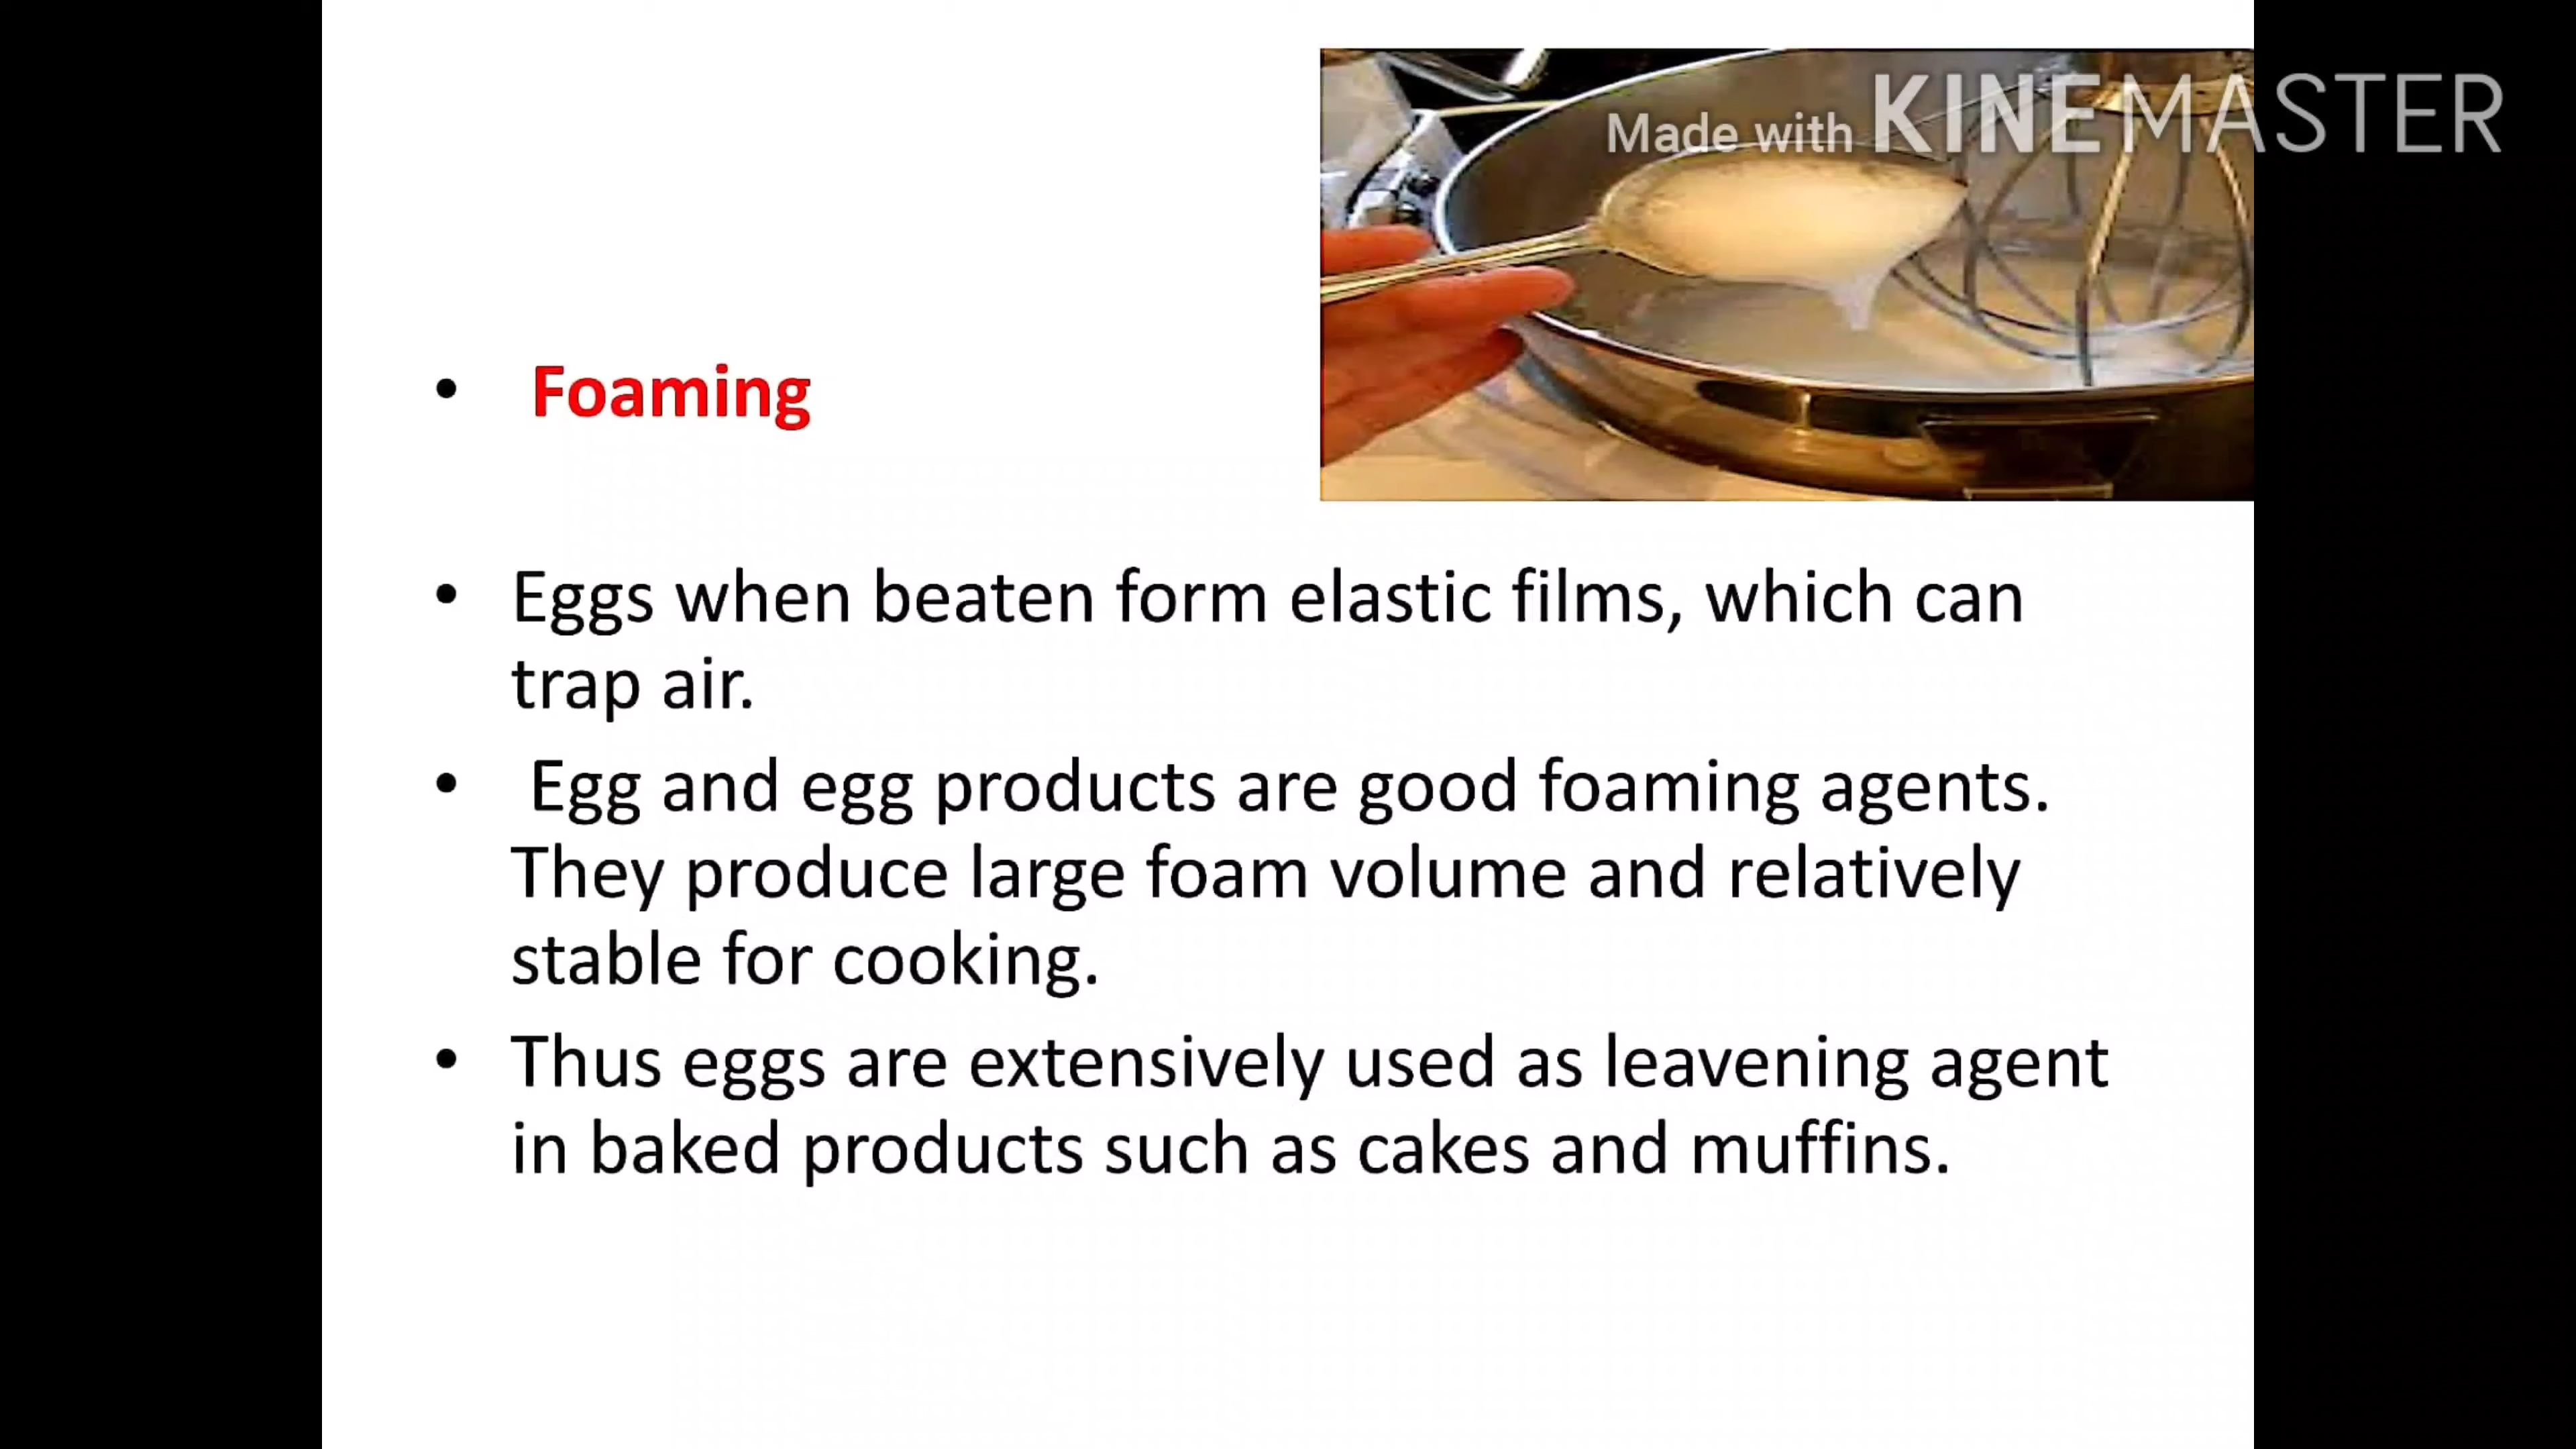 Made with KINEMASTER
• Foaming
• Eggs when beaten form elastic films, which can
trap air.
• Egg and egg products are good foaming agents.
They produce large foam volume and relatively
stable for cooking.
• Thus eggs are extensively used as leavening agent
in baked products such as cakes and muffins.